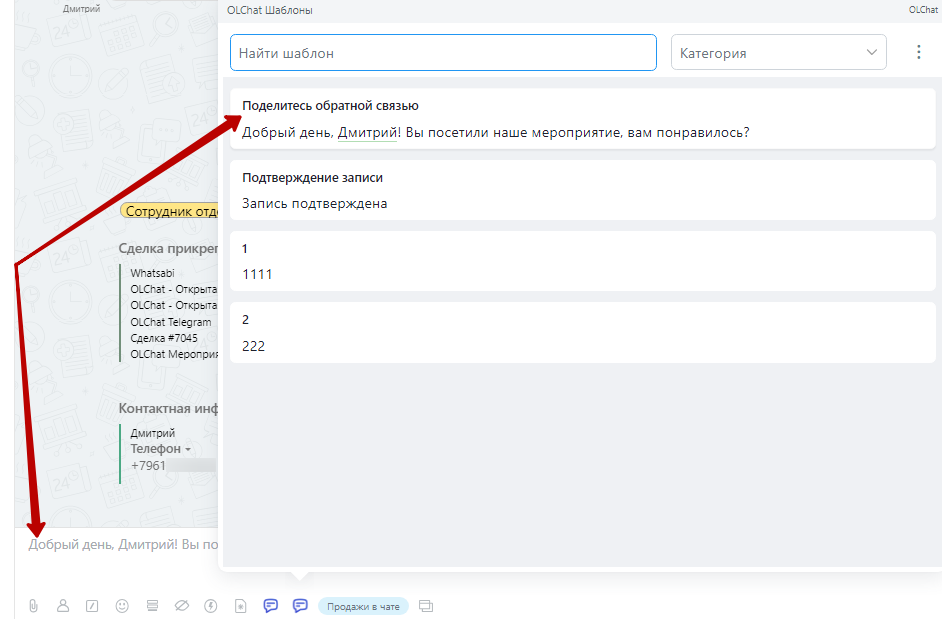 Дмитрий
OLChat Шаблоны
OLChat
Найти шаблон
Категория
Поделитесь обратной связью
Добрый день, Дмитрий! Вы посетили наше мероприятие, вам понравилось?
Подтверждение записи
Запись подтверждена
1
1111
2
222
Сотрудник отд
Сделка прикреп
Whatsabi
OLChat - Открыта
OLChat - Открыта
OLChat Telegram
Сделка #7045
OLChat Мероприя
Контактная инф
Дмитрий
Телефон
+7961
Добрый день, Дмитрий! Вы по
Продажи в чате